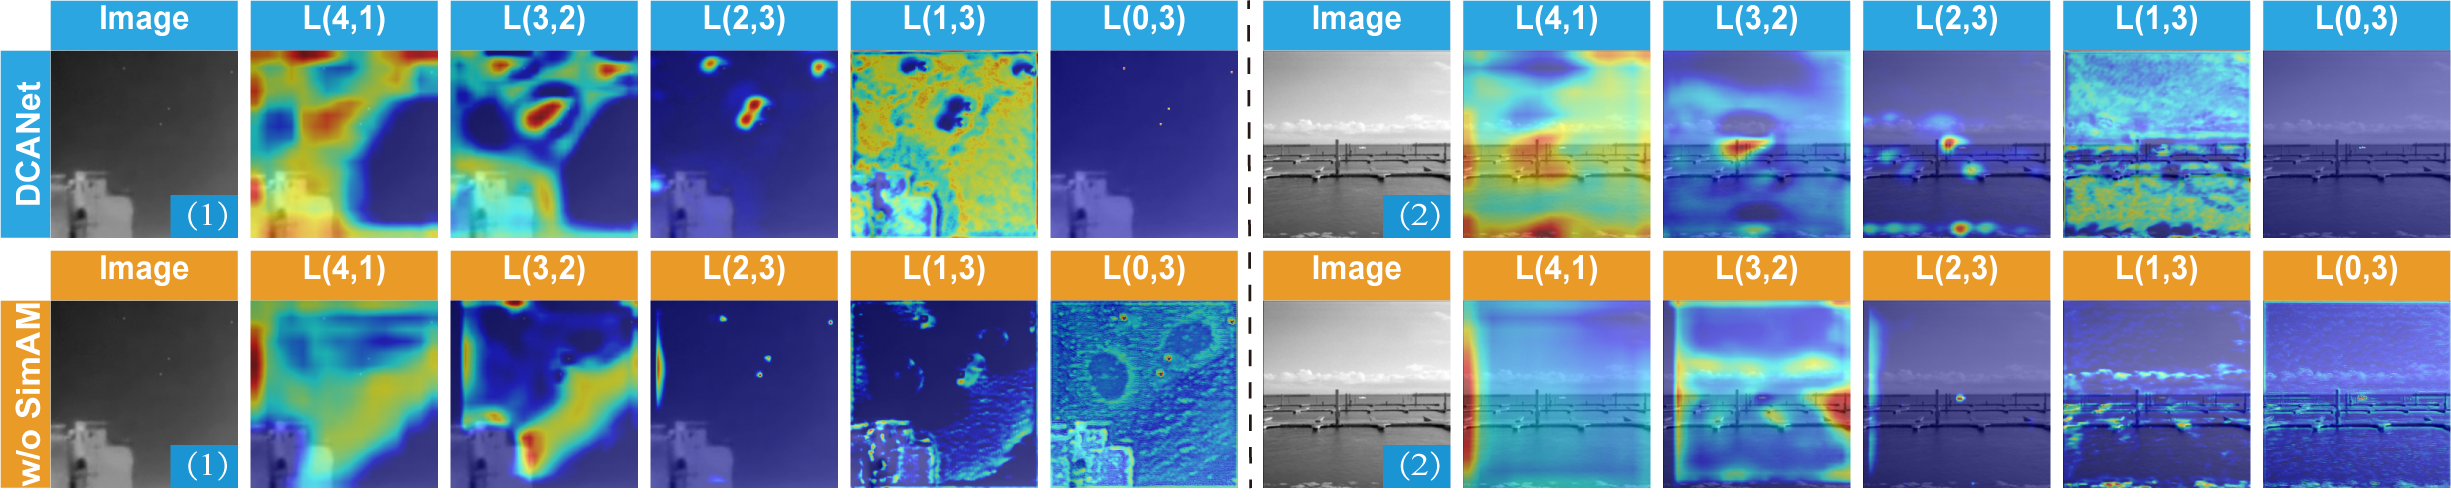 Image L(4,1) L(3,2) L(2,3) L(1,3) L(0,3) Image L(4,1) L(3,2) L(2,3) L(1,3) L(0,3)
DCANet
(1) (2)
Image L(4,1) L(3,2) L(2,3) L(1,3) L(0,3) Image L(4,1) L(3,2) L(2,3) L(1,3) L(0,3)
w/o SimAM
(1) (2)